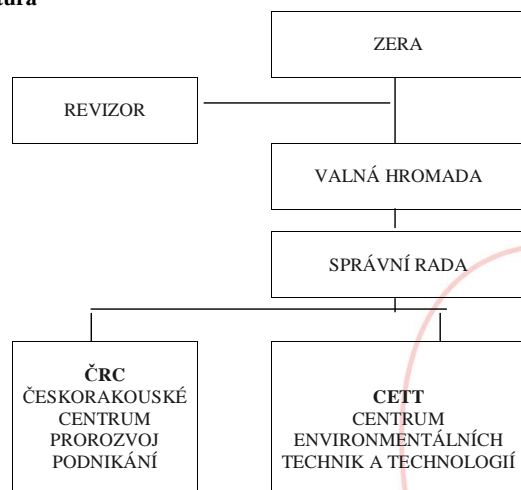 ZERA
REVIZOR
VALNÁ HROMADA
SPRÁVNÍ RADA
ČRC
ČESKORAKOUSKÉ
CENTRUM
PROROZVOJ
PODNIKÁNÍ
CETT
CENTRUM
ENVIRONMENTÁLNÍCH
TECHNIK A TECHNOLOGIÍ